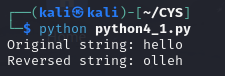 ┌──(kali㉿kali)-[~/CYS]
└─$ python python4_1.py
Original string: hello
Reversed string: olleh